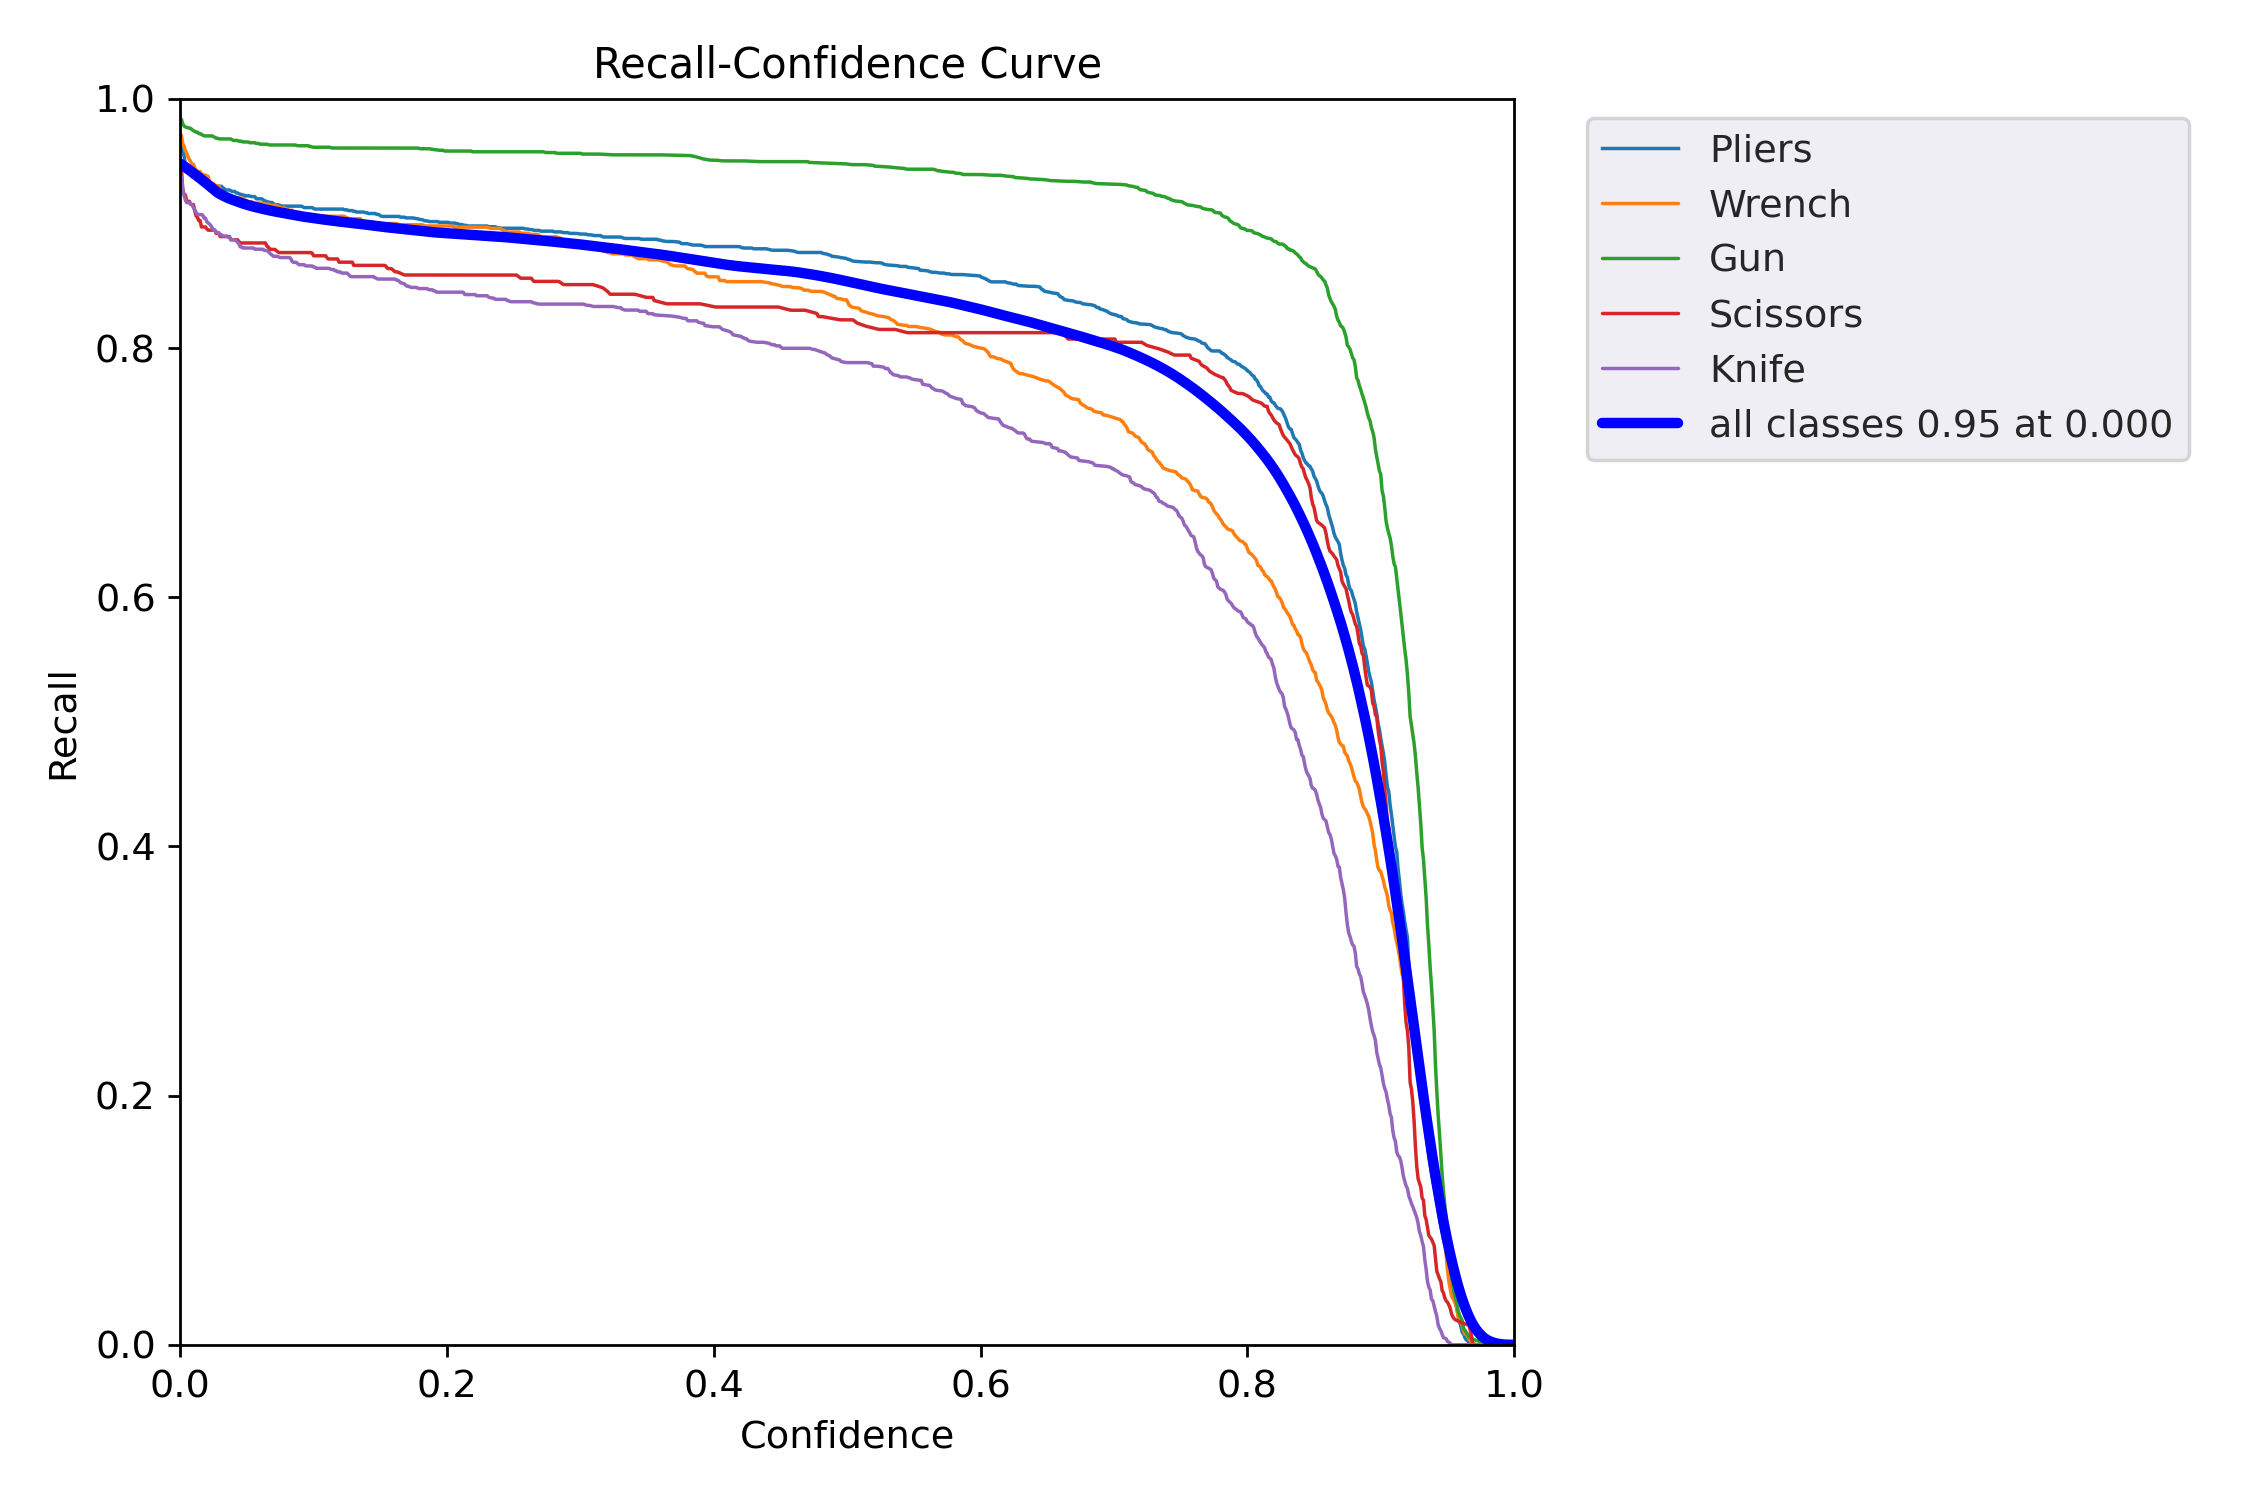 Recall-Confidence Curve
1.0
0.8
0.6
0.4
0.2
0.0
Recall
0.0 0.2 0.4 0.6 0.8 1.0
Confidence
Pliers
Wrench
Gun
Scissors
Knife
all classes 0.95 at 0.000